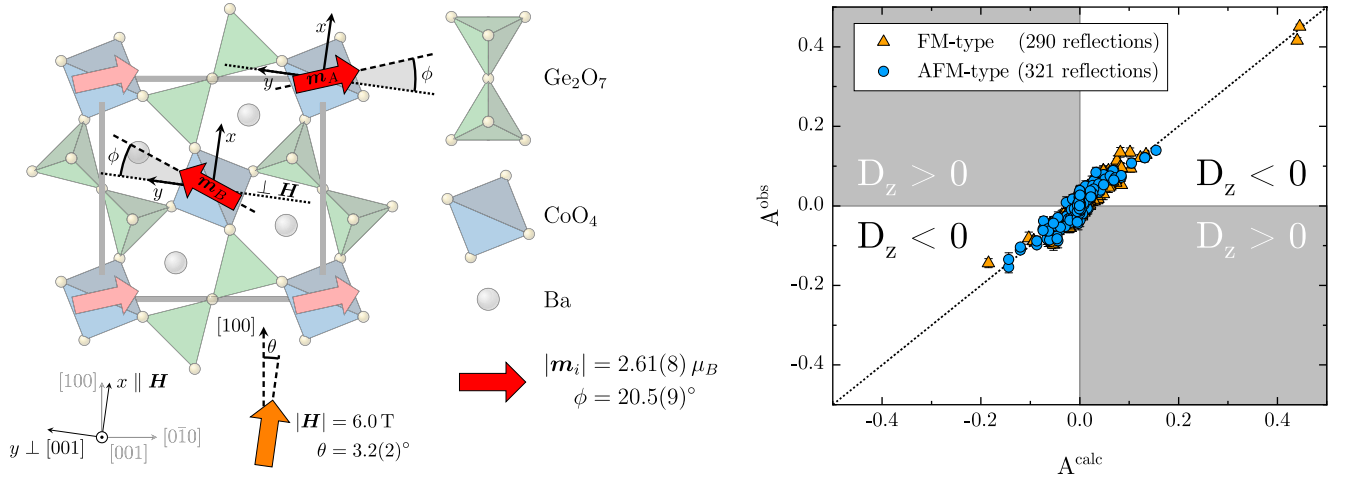 x
y
m_A
ϕ
Ge₂O₇
ϕ
x
y
m_B
⊥ H
CoO₄
Ba
[100]
θ
|m_i| = 2.61(8) μ_B
ϕ = 20.5(9)°
[100]
x ∥ H
y ⊥ [001]
[001]
[01̄0]
|H| = 6.0 T
θ = 3.2(2)°
FM-type (290 reflections)
AFM-type (321 reflections)
D_z > 0
D_z < 0
D_z < 0
D_z > 0
A^obs
0.4
0.2
0.0
-0.2
-0.4
-0.4
-0.2
0.0
0.2
0.4
A^calc